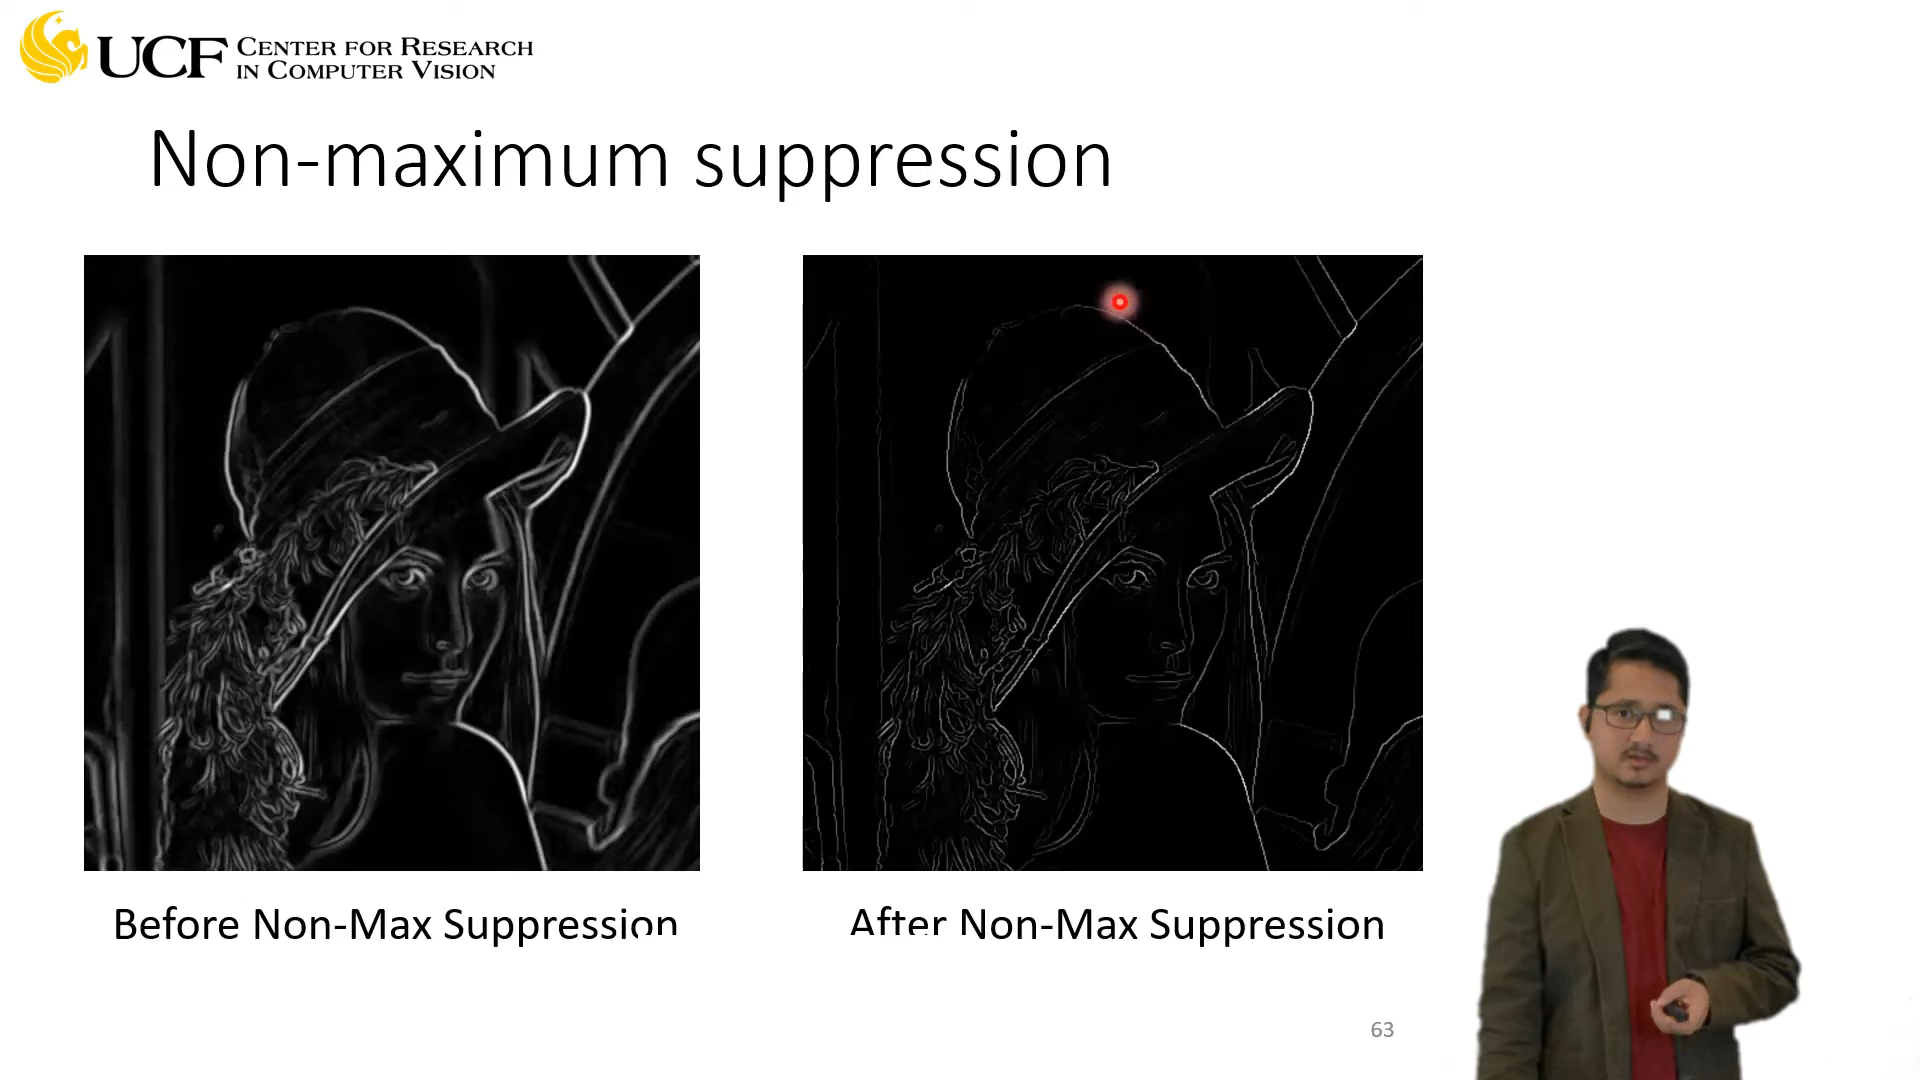 UCF CENTER FOR RESEARCH
IN COMPUTER VISION
Non-maximum suppression
Before Non-Max Suppression
After Non-Max Suppression
63